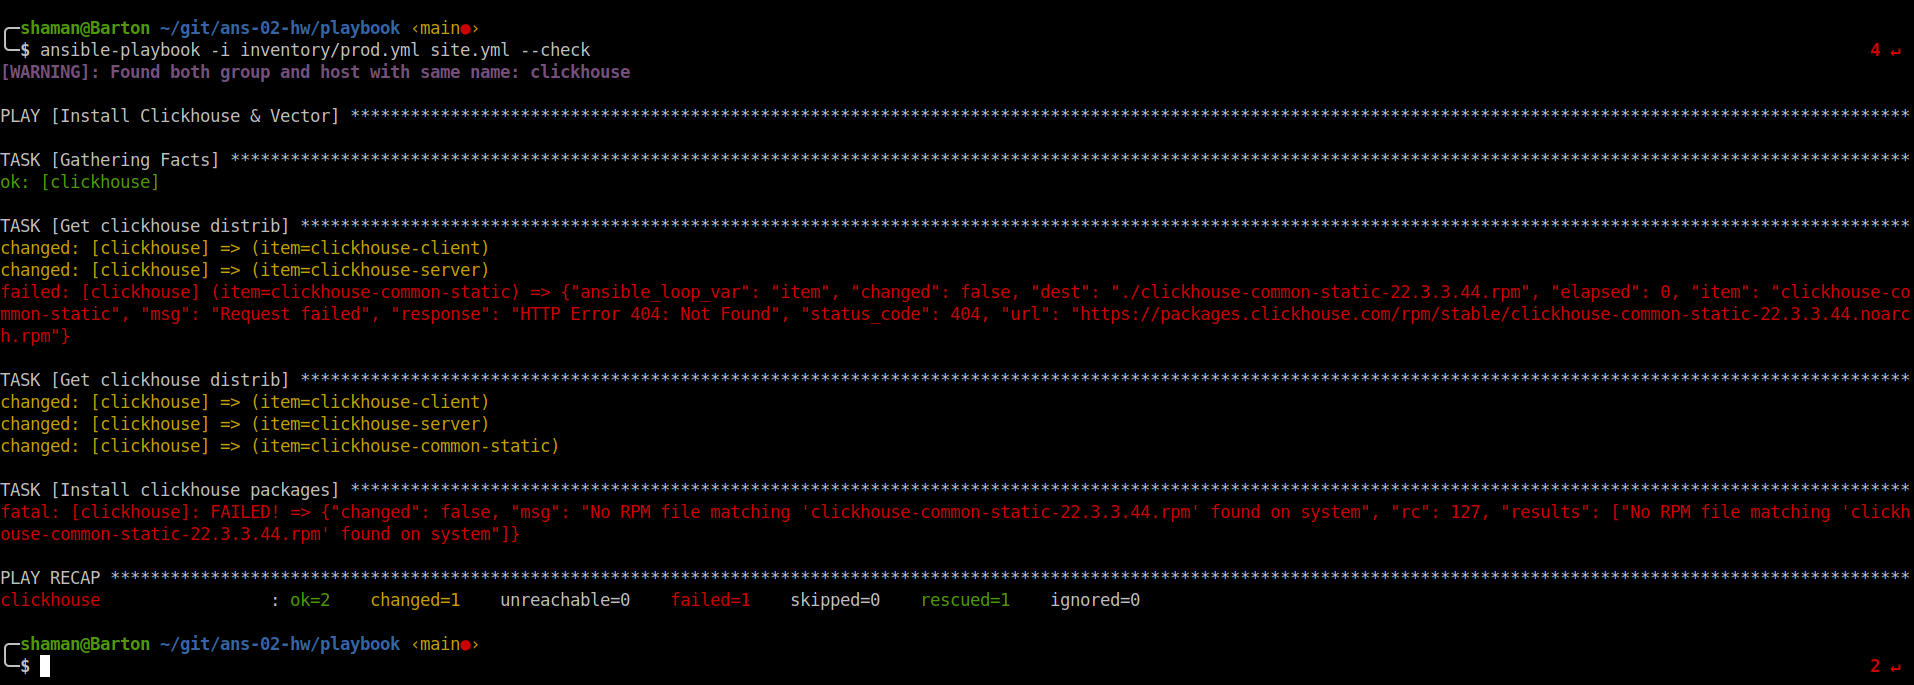 shaman@Barton ~/git/ans-02-hw/playbook ‹main●›
$ ansible-playbook -i inventory/prod.yml site.yml --check 4 ↵
[WARNING]: Found both group and host with same name: clickhouse
PLAY [Install Clickhouse & Vector] ************************************************************************************************************************************************************
TASK [Gathering Facts] ************************************************************************************************************************************************************************
ok: [clickhouse]
TASK [Get clickhouse distrib] *****************************************************************************************************************************************************************
changed: [clickhouse] => (item=clickhouse-client)
changed: [clickhouse] => (item=clickhouse-server)
failed: [clickhouse] (item=clickhouse-common-static) => {"ansible_loop_var": "item", "changed": false, "dest": "./clickhouse-common-static-22.3.3.44.rpm", "elapsed": 0, "item": "clickhouse-co
mmon-static", "msg": "Request failed", "response": "HTTP Error 404: Not Found", "status_code": 404, "url": "https://packages.clickhouse.com/rpm/stable/clickhouse-common-static-22.3.3.44.noarc
h.rpm"}
TASK [Get clickhouse distrib] *****************************************************************************************************************************************************************
changed: [clickhouse] => (item=clickhouse-client)
changed: [clickhouse] => (item=clickhouse-server)
changed: [clickhouse] => (item=clickhouse-common-static)
TASK [Install clickhouse packages] ************************************************************************************************************************************************************
fatal: [clickhouse]: FAILED! => {"changed": false, "msg": "No RPM file matching 'clickhouse-common-static-22.3.3.44.rpm' found on system", "rc": 127, "results": ["No RPM file matching 'clickh
ouse-common-static-22.3.3.44.rpm' found on system"]}
PLAY RECAP ************************************************************************************************************************************************************************************
clickhouse : ok=2 changed=1 unreachable=0 failed=1 skipped=0 rescued=1 ignored=0
shaman@Barton ~/git/ans-02-hw/playbook ‹main●›
$ 2 ↵